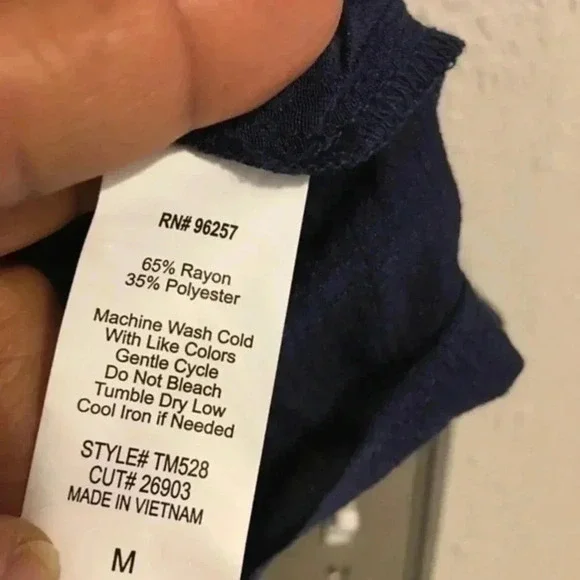 RN# 96257
65% Rayon
35% Polyester
Machine Wash Cold
With Like Colors
Gentle Cycle
Do Not Bleach
Tumble Dry Low
Cool Iron if Needed
STYLE# TM528
CUT# 26903
MADE IN VIETNAM
M